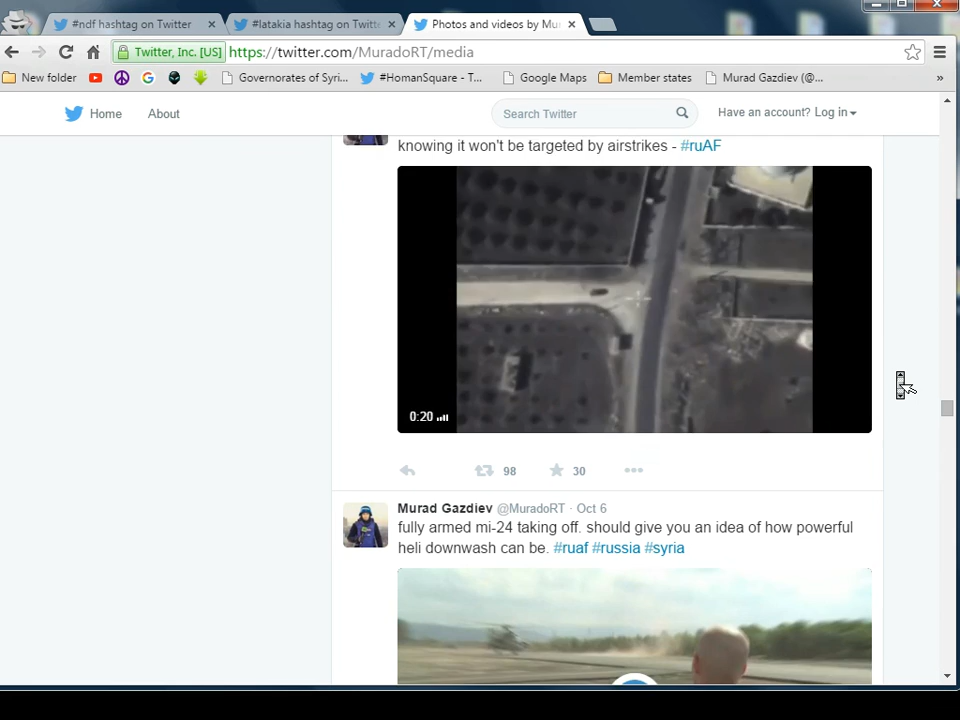 #ndf hashtag on Twitter
#latakia hashtag on Twitte
Photos and videos by Mur
Twitter, Inc. [US] https://twitter.com/MuradoRT/media
New folder
Governorates of Syri...
#HomanSquare - T...
Google Maps
Member states
Murad Gazdiev (@...
»
Home
About
Search Twitter
Have an account? Log in
knowing it won't be targeted by airstrikes - #ruAF
0:20
98
30
Murad Gazdiev @MuradoRT · Oct 6
fully armed mi-24 taking off. should give you an idea of how powerful
heli downwash can be. #ruaf #russia #syria